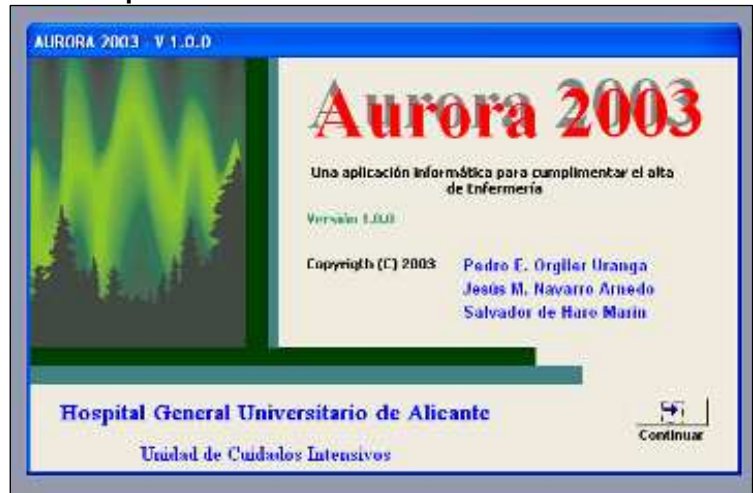 AURORA 2003 - V 1.0.0
Aurora 2003
Una aplicación informática para cumplimentar el alta
de Enfermería
Versión 1.0.0
Copyrigth (C) 2003 Pedro E. Orgiler Uranga
Jesús M. Navarro Arnedo
Salvador de Haro Marín
Hospital General Universitario de Alicante
Unidad de Cuidados Intensivos
Continuar